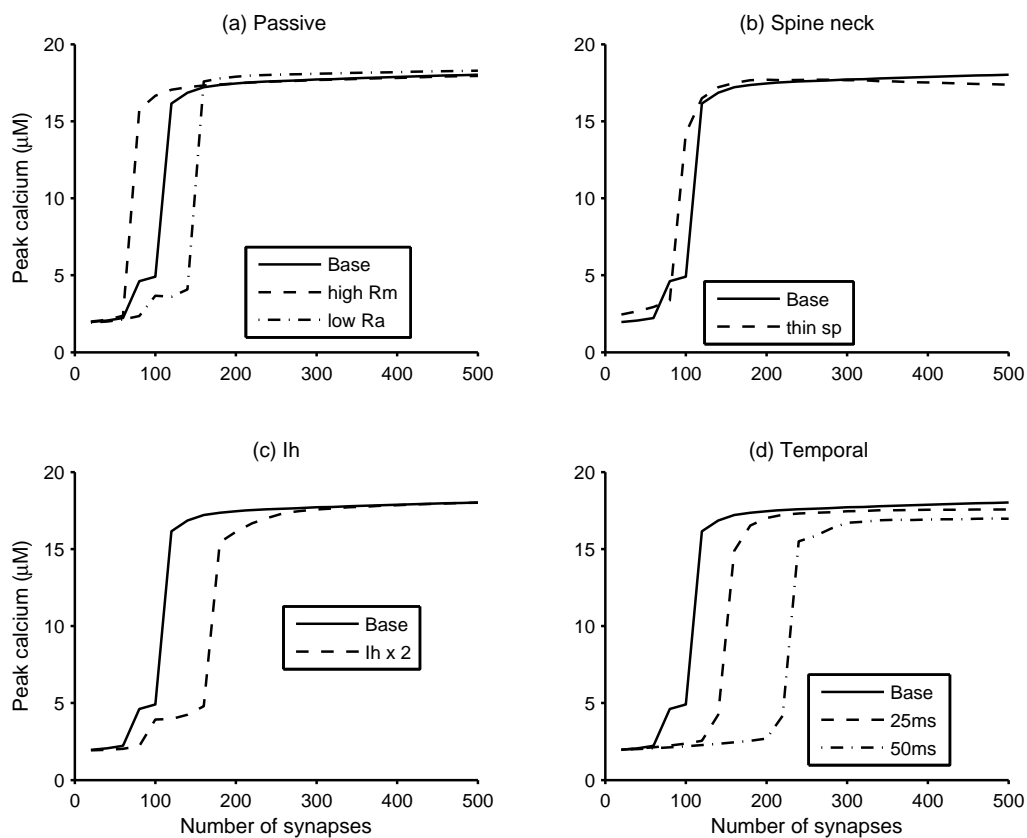 (a) Passive
20
15
10
5
0
Peak calcium (μM)
0 100 200 300 400 500
Base
high Rm
low Ra
(b) Spine neck
20
15
10
5
0
0 100 200 300 400 500
Base
thin sp
(c) Ih
20
15
10
5
0
Peak calcium (μM)
0 100 200 300 400 500
Number of synapses
Base
Ih x 2
(d) Temporal
20
15
10
5
0
0 100 200 300 400 500
Number of synapses
Base
25ms
50ms